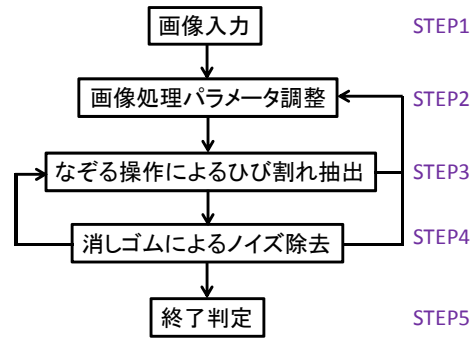 画像入力 STEP1
画像処理パラメータ調整 STEP2
なぞる操作によるひび割れ抽出 STEP3
消しゴムによるノイズ除去 STEP4
終了判定 STEP5